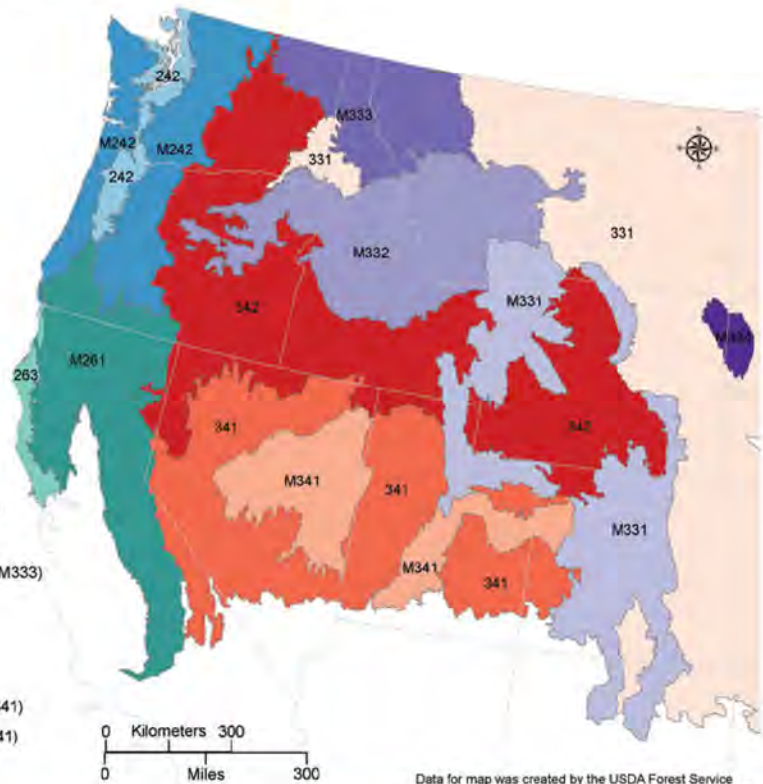 242
M242
M242
242
M333
331
331
M332
M331
342
M334
M261
263
341
342
M341
341
M331
M341
341
M333)
41)
41)
0 Kilometers 300
0 Miles 300
Data for map was created by the USDA Forest Service